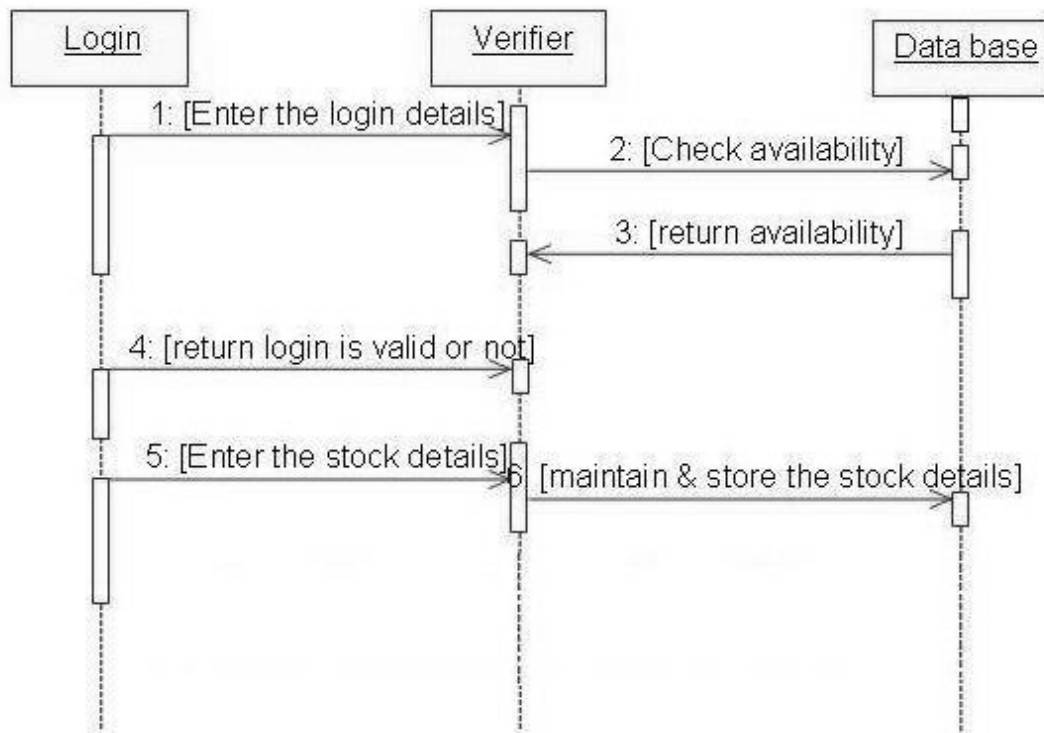 Login
Verifier
Data base
1: [Enter the login details]
2: [Check availability]
3: [return availability]
4: [return login is valid or not]
5: [Enter the stock details]
6: [maintain & store the stock details]